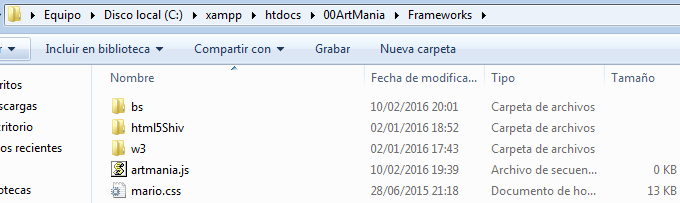 Equipo Disco local (C:) xampp htdocs 00ArtMania Frameworks
Incluir en biblioteca Compartir con Grabar Nueva carpeta
Nombre Fecha de modifica... Tipo Tamaño
ritos bs 10/02/2016 20:01 Carpeta de archivos
scargas html5Shiv 02/01/2016 18:52 Carpeta de archivos
critorio w3 02/01/2016 17:43 Carpeta de archivos
os recientes artmania.js 10/02/2016 19:39 Archivo de secuen... 0 KB
mario.css 28/06/2015 21:18 Documento de ho... 13 KB
otecas